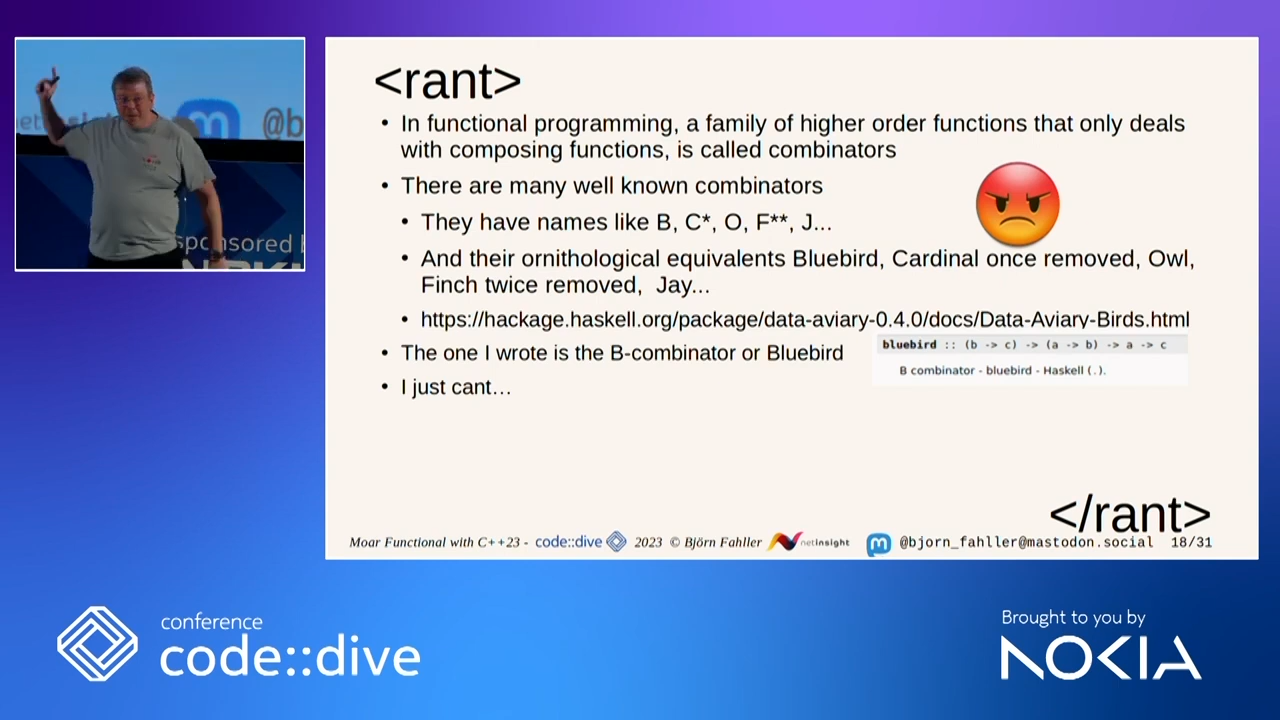 @b
sponsored
<rant>
• In functional programming, a family of higher order functions that only deals
with composing functions, is called combinators
• There are many well known combinators
• They have names like B, C*, O, F**, J...
• And their ornithological equivalents Bluebird, Cardinal once removed, Owl,
Finch twice removed,  Jay...
• https://hackage.haskell.org/package/data-aviary-0.4.0/docs/Data-Aviary-Birds.html
• The one I wrote is the B-combinator or Bluebird
bluebird :: (b -> c) -> (a -> b) -> a -> c
B combinator - bluebird - Haskell (.).
• I just cant…
</rant>
Moar Functional with C++23 - code::dive 2023 © Björn Fahller netinsight @bjorn_fahller@mastodon.social 18/31
conference
code::dive
Brought to you by
NOKIA